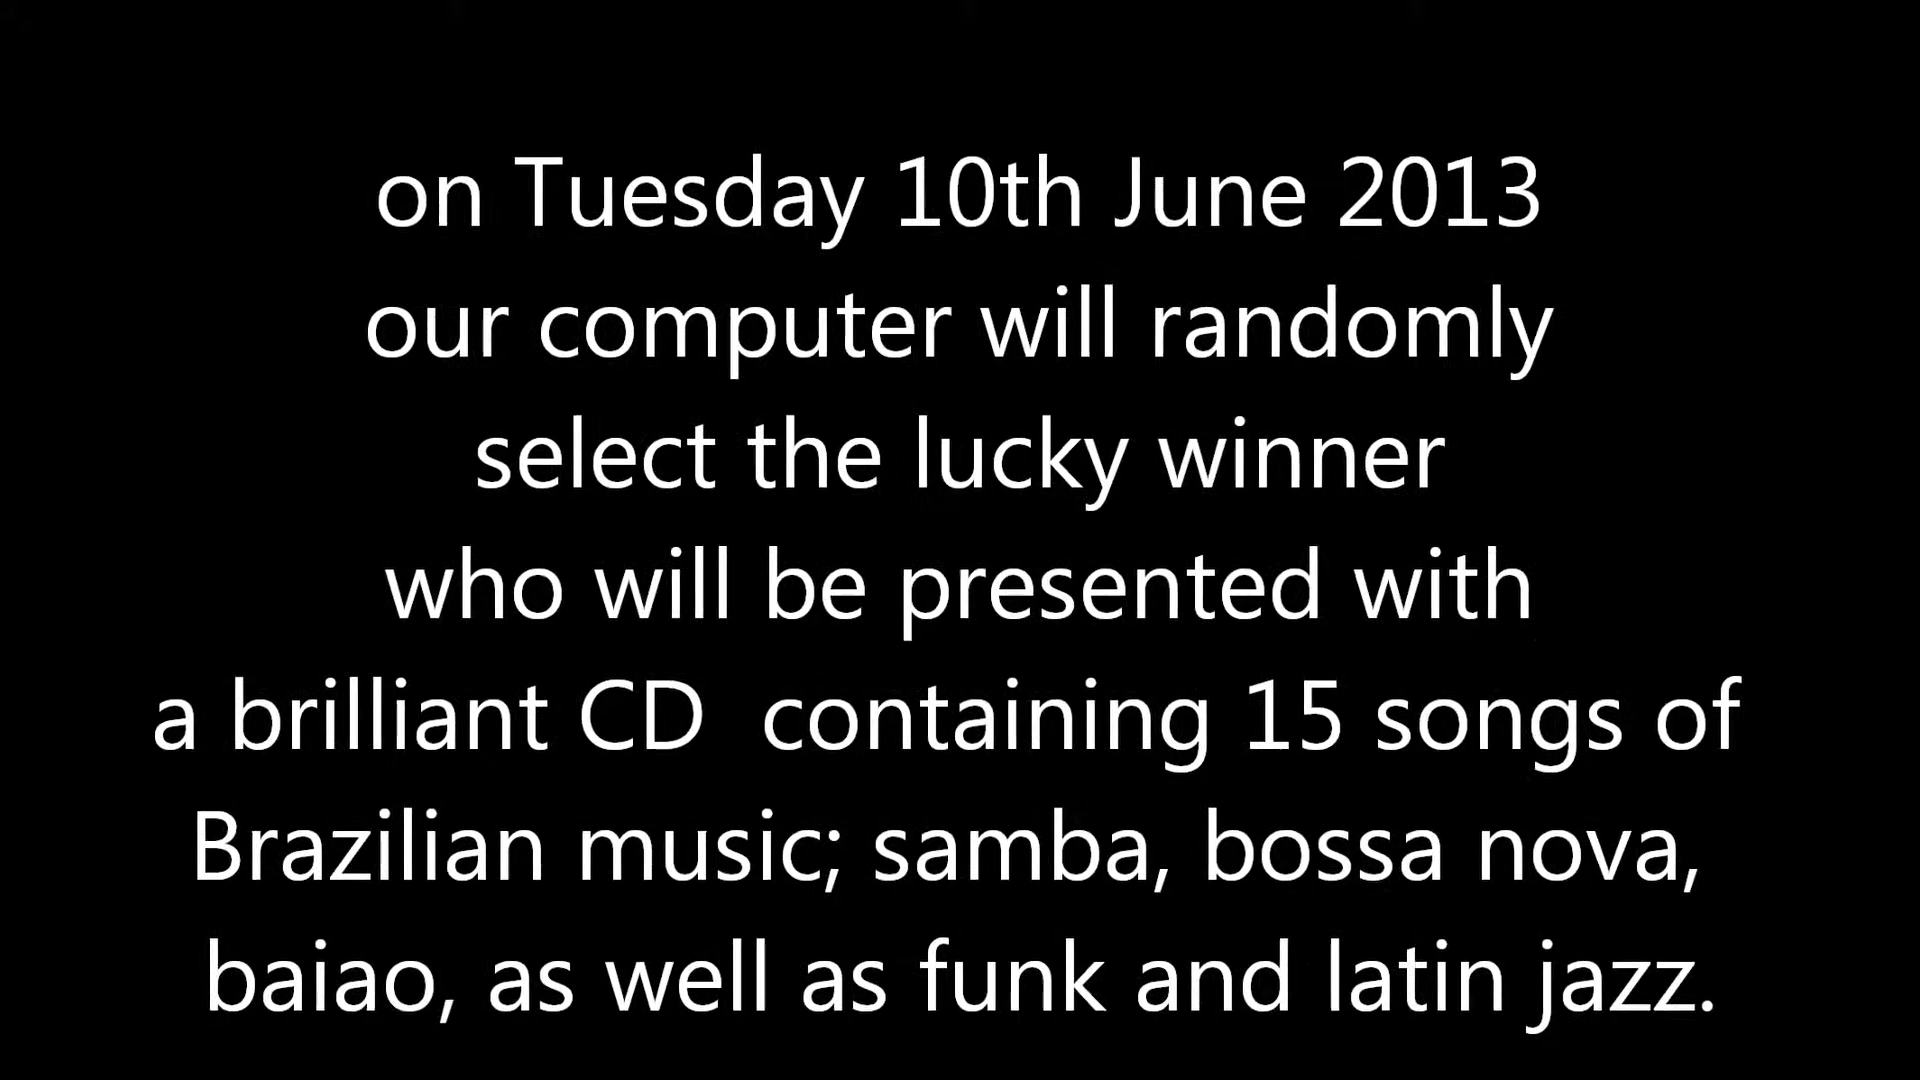 on Tuesday 10th June 2013
our computer will randomly
select the lucky winner
who will be presented with
a brilliant CD  containing 15 songs of
Brazilian music; samba, bossa nova,
baiao, as well as funk and latin jazz.